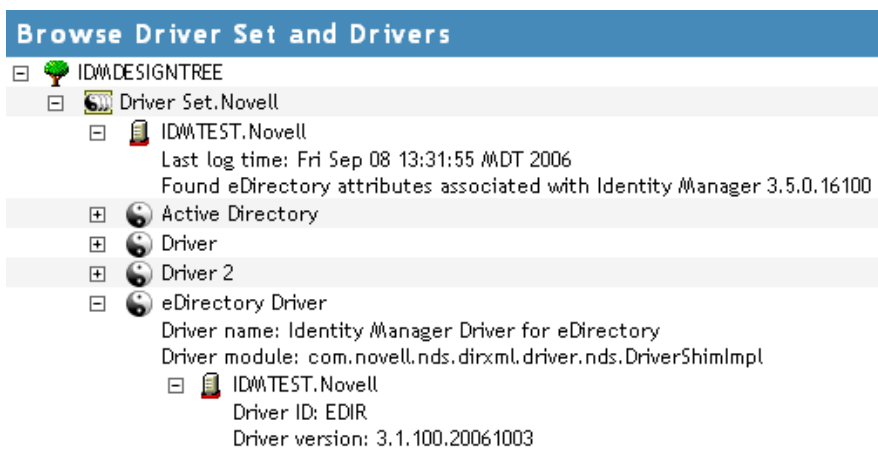 Browse Driver Set and Drivers
IDMDESIGNTREE
Driver Set.Novell
IDMTEST.Novell
Last log time: Fri Sep 08 13:31:55 MDT 2006
Found eDirectory attributes associated with Identity Manager 3.5.0.16100
Active Directory
Driver
Driver 2
eDirectory Driver
Driver name: Identity Manager Driver for eDirectory
Driver module: com.novell.nds.dirxml.driver.nds.DriverShimImpl
IDMTEST.Novell
Driver ID: EDIR
Driver version: 3.1.100.20061003